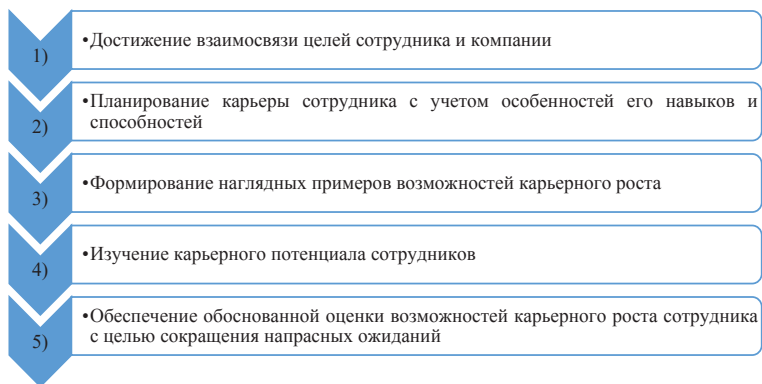 1)
•Достижение взаимосвязи целей сотрудника и компании
2)
•Планирование карьеры сотрудника с учетом особенностей его навыков и
способностей
3)
•Формирование наглядных примеров возможностей карьерного роста
4)
•Изучение карьерного потенциала сотрудников
5)
•Обеспечение обоснованной оценки возможностей карьерного роста сотрудника
с целью сокращения напрасных ожиданий